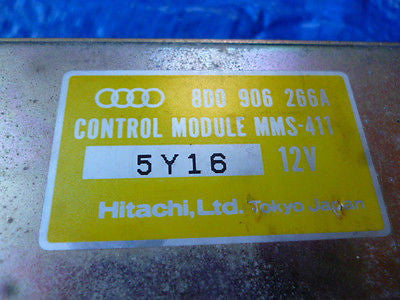 8D0 906 266A
CONTROL MODULE MMS-411
5Y16 12V
Hitachi, Ltd. Tokyo Japan